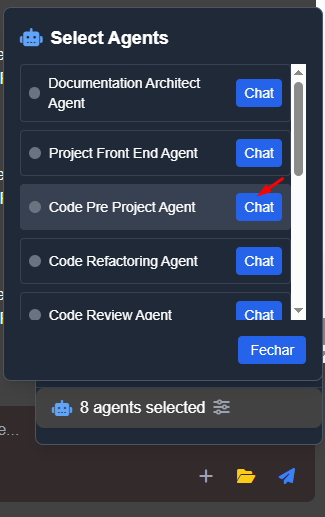 Select Agents
Documentation Architect
Agent
Chat
Project Front End Agent
Chat
Code Pre Project Agent
Chat
Code Refactoring Agent
Chat
Code Review Agent
Chat
Fechar
8 agents selected
e...